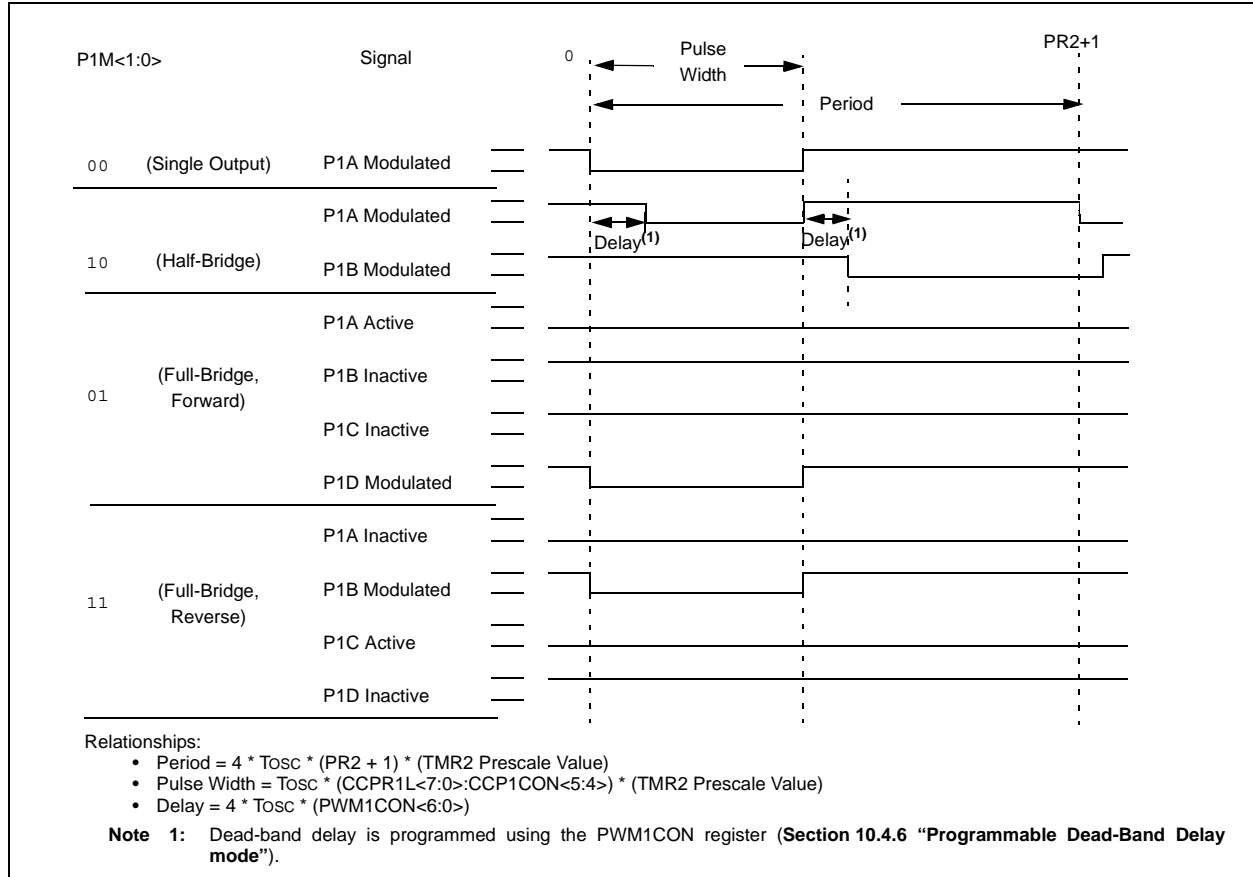 P1M<1:0> Signal 0 Pulse Width PR2+1
Period
00 (Single Output) P1A Modulated
P1A Modulated
Delay(1) Delay(1)
10 (Half-Bridge) P1B Modulated
P1A Active
01 (Full-Bridge, Forward) P1B Inactive
P1C Inactive
P1D Modulated
P1A Inactive
11 (Full-Bridge, Reverse) P1B Modulated
P1C Active
P1D Inactive
Relationships:
• Period = 4 * TOSC * (PR2 + 1) * (TMR2 Prescale Value)
• Pulse Width = TOSC * (CCPR1L<7:0>:CCP1CON<5:4>) * (TMR2 Prescale Value)
• Delay = 4 * TOSC * (PWM1CON<6:0>)
Note 1: Dead-band delay is programmed using the PWM1CON register (Section 10.4.6 “Programmable Dead-Band Delay
mode”).